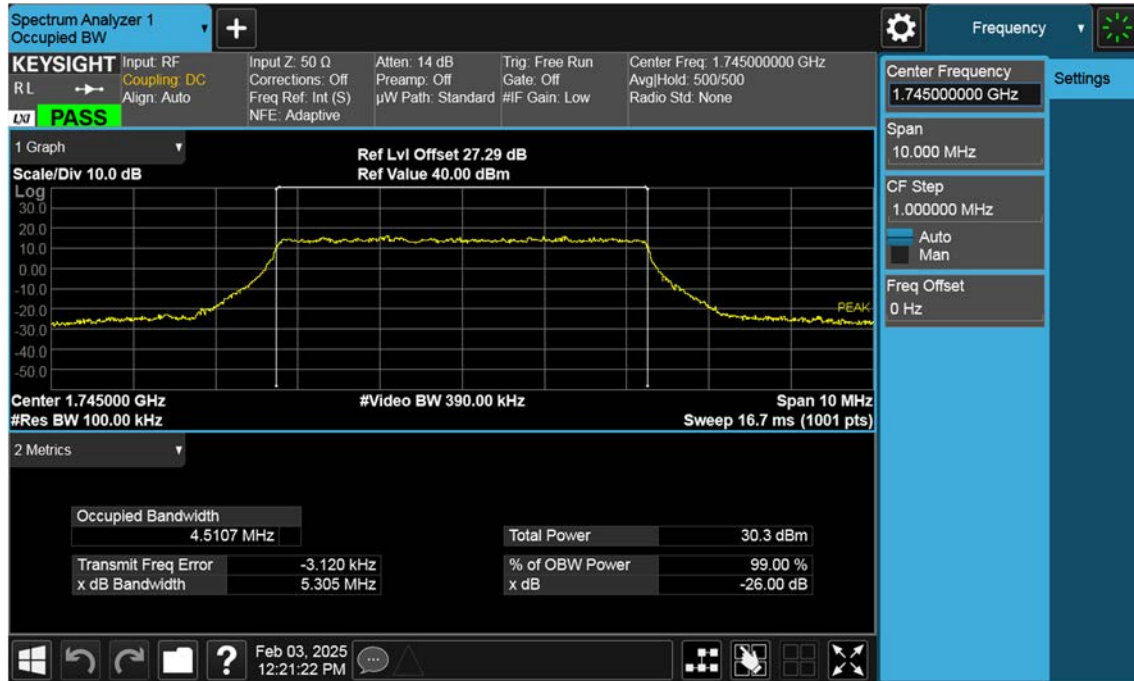 Spectrum Analyzer 1
Occupied BW
+
Frequency
KEYSIGHT
R L
LXI
PASS
Input: RF
Coupling: DC
Align: Auto
Input Z: 50 Ω
Corrections: Off
Freq Ref: Int (S)
NFE: Adaptive
Atten: 14 dB
Preamp: Off
µW Path: Standard
Trig: Free Run
Gate: Off
#IF Gain: Low
Center Freq: 1.745000000 GHz
Avg|Hold: 500/500
Radio Std: None
Center Frequency
1.745000000 GHz
Settings
Span
10.000 MHz
CF Step
1.000000 MHz
Auto
Man
Freq Offset
0 Hz
1 Graph
Scale/Div 10.0 dB
Ref Lvl Offset 27.29 dB
Ref Value 40.00 dBm
Log
30.0
20.0
10.0
0.00
-10.0
-20.0
-30.0
-40.0
-50.0
PEAK
Center 1.745000 GHz
#Video BW 390.00 kHz
Span 10 MHz
#Res BW 100.00 kHz
Sweep 16.7 ms (1001 pts)
2 Metrics
Occupied Bandwidth
4.5107 MHz
Total Power 30.3 dBm
Transmit Freq Error -3.120 kHz
% of OBW Power 99.00 %
x dB Bandwidth 5.305 MHz
x dB -26.00 dB
?
Feb 03, 2025
12:21:22 PM